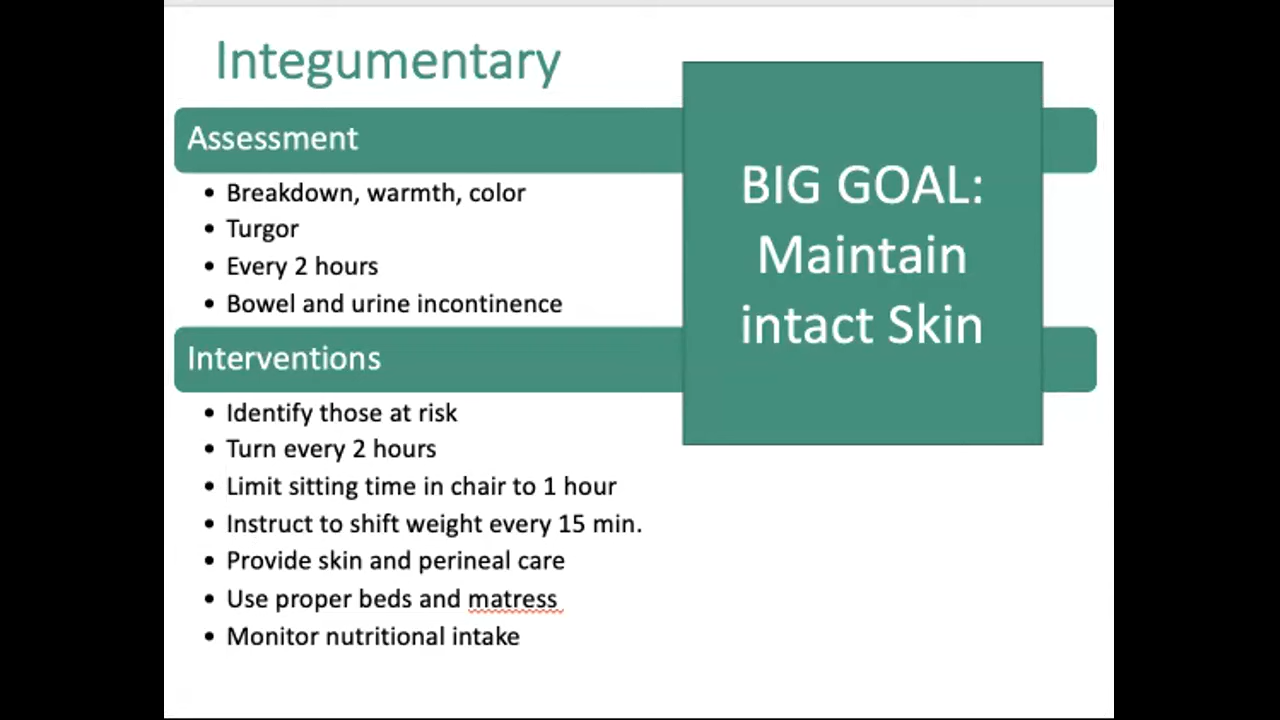 Integumentary
Assessment
• Breakdown, warmth, color
• Turgor
• Every 2 hours
• Bowel and urine incontinence
Interventions
• Identify those at risk
• Turn every 2 hours
• Limit sitting time in chair to 1 hour
• Instruct to shift weight every 15 min.
• Provide skin and perineal care
• Use proper beds and matress
• Monitor nutritional intake
BIG GOAL:
Maintain
intact Skin